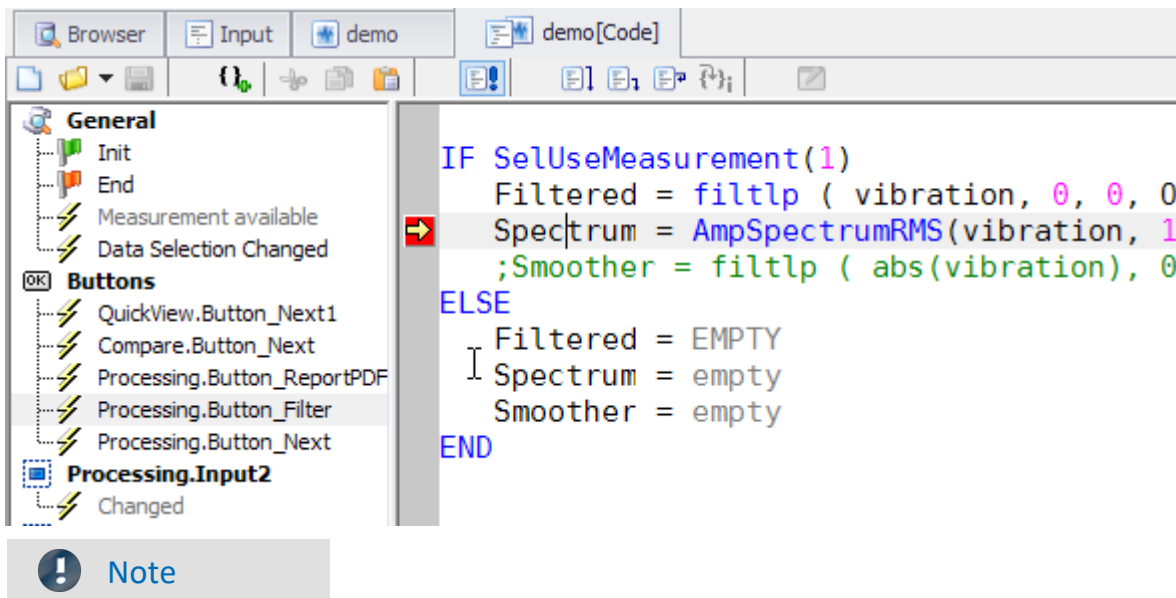 Browser Input demo demo[Code]
General
Init
End
Measurement available
Data Selection Changed
OK Buttons
QuickView.Button_Next1
Compare.Button_Next
Processing.Button_ReportPDF
Processing.Button_Filter
Processing.Button_Next
Processing.Input2
Changed
IF SelUseMeasurement(1)
Filtered = filtlp ( vibration, 0, 0, 0
Spectrum = AmpSpectrumRMS(vibration, 1
;Smoother = filtlp ( abs(vibration), 0
ELSE
Filtered = EMPTY
Spectrum = empty
Smoother = empty
END
Note